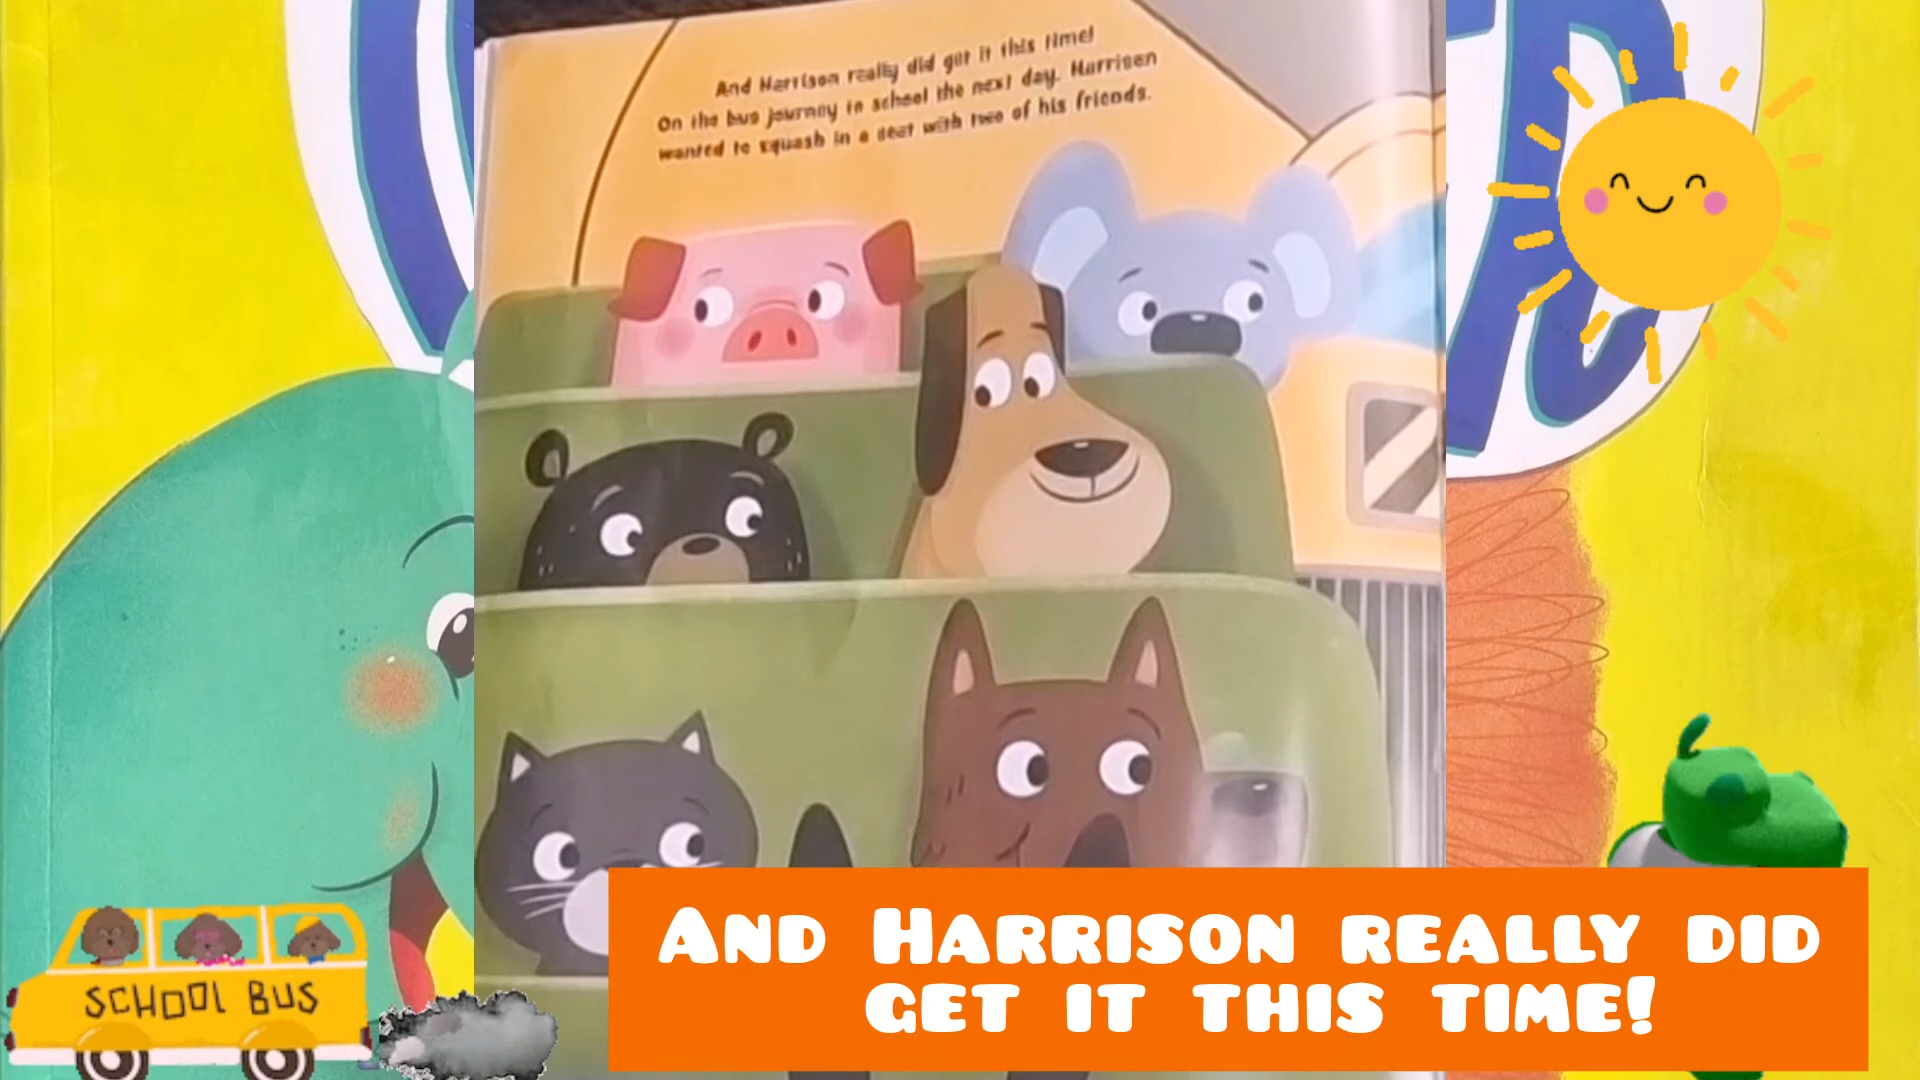 And Harrison really did get it this time!
On the bus journey to school the next day, Harrison
wanted to squash in a seat with two of his friends.
SCHOOL BUS
AND HARRISON REALLY DID
GET IT THIS TIME!